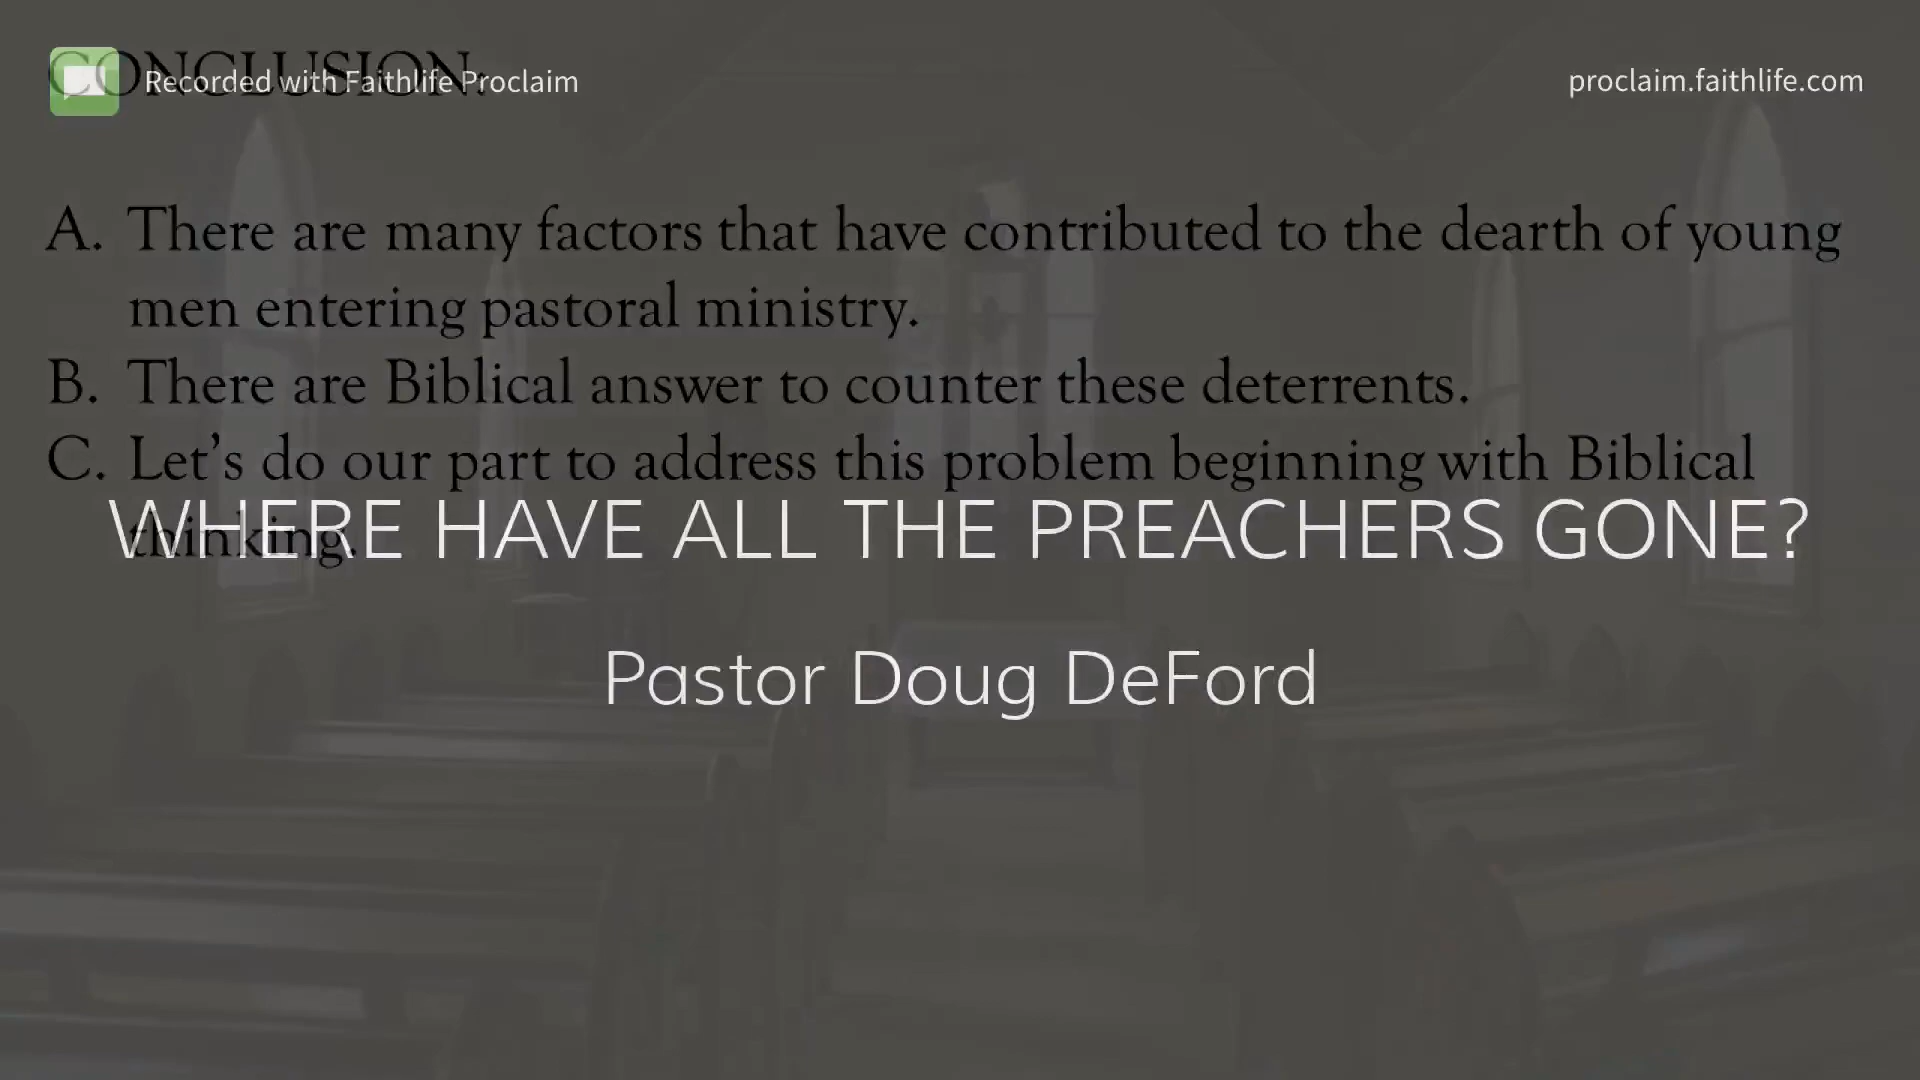 CONCLUSION:
Recorded with Faithlife Proclaim
proclaim.faithlife.com
A. There are many factors that have contributed to the dearth of young
men entering pastoral ministry.
B. There are Biblical answer to counter these deterrents.
C. Let's do our part to address this problem beginning with Biblical
thinking.
WHERE HAVE ALL THE PREACHERS GONE?
Pastor Doug DeFord